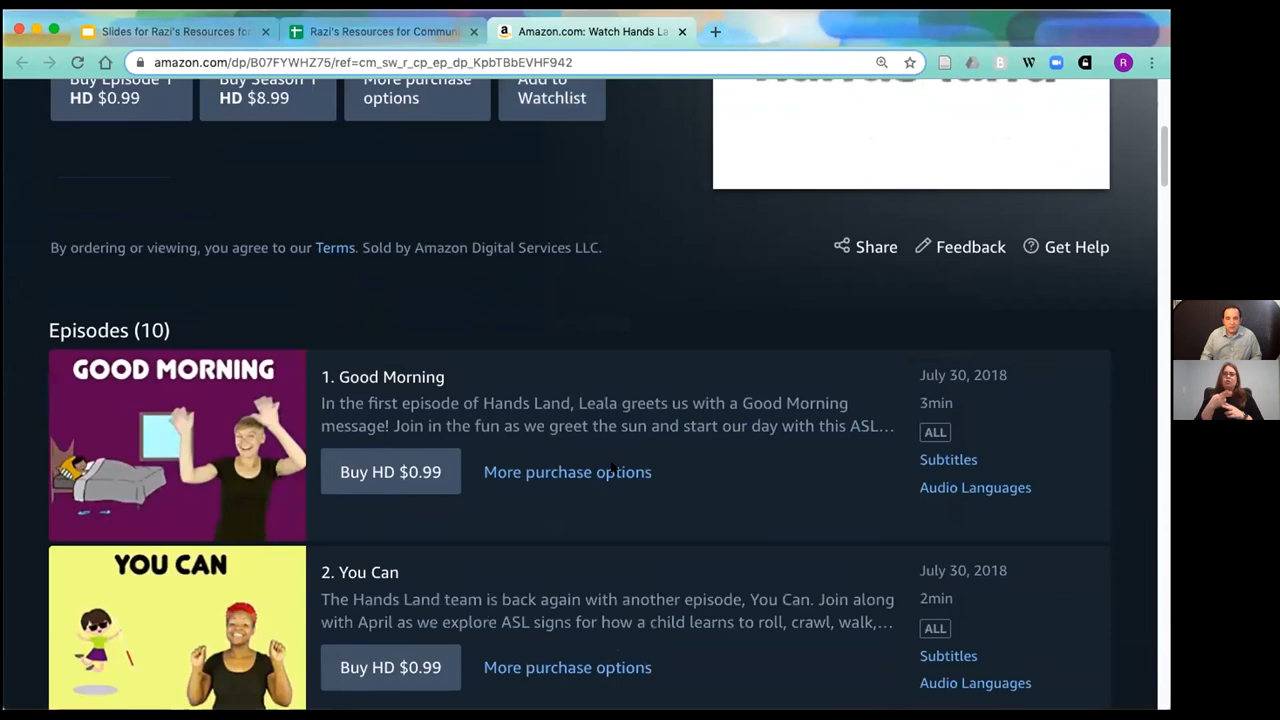 Slides for Razi's Resources for
Razi's Resources for Commun
Amazon.com: Watch Hands La
amazon.com/dp/B07FYWHZ75/ref=cm_sw_r_cp_ep_dp_KpbTBbEVHF942
Buy Episode 1
HD $0.99
Buy Season 1
HD $8.99
More purchase
options
Add to
Watchlist
By ordering or viewing, you agree to our Terms. Sold by Amazon Digital Services LLC.
Share
Feedback
Get Help
Episodes (10)
GOOD MORNING
1. Good Morning
In the first episode of Hands Land, Leala greets us with a Good Morning
message! Join in the fun as we greet the sun and start our day with this ASL...
Buy HD $0.99
More purchase options
July 30, 2018
3min
ALL
Subtitles
Audio Languages
YOU CAN
2. You Can
The Hands Land team is back again with another episode, You Can. Join along
with April as we explore ASL signs for how a child learns to roll, crawl, walk,...
Buy HD $0.99
More purchase options
July 30, 2018
2min
ALL
Subtitles
Audio Languages